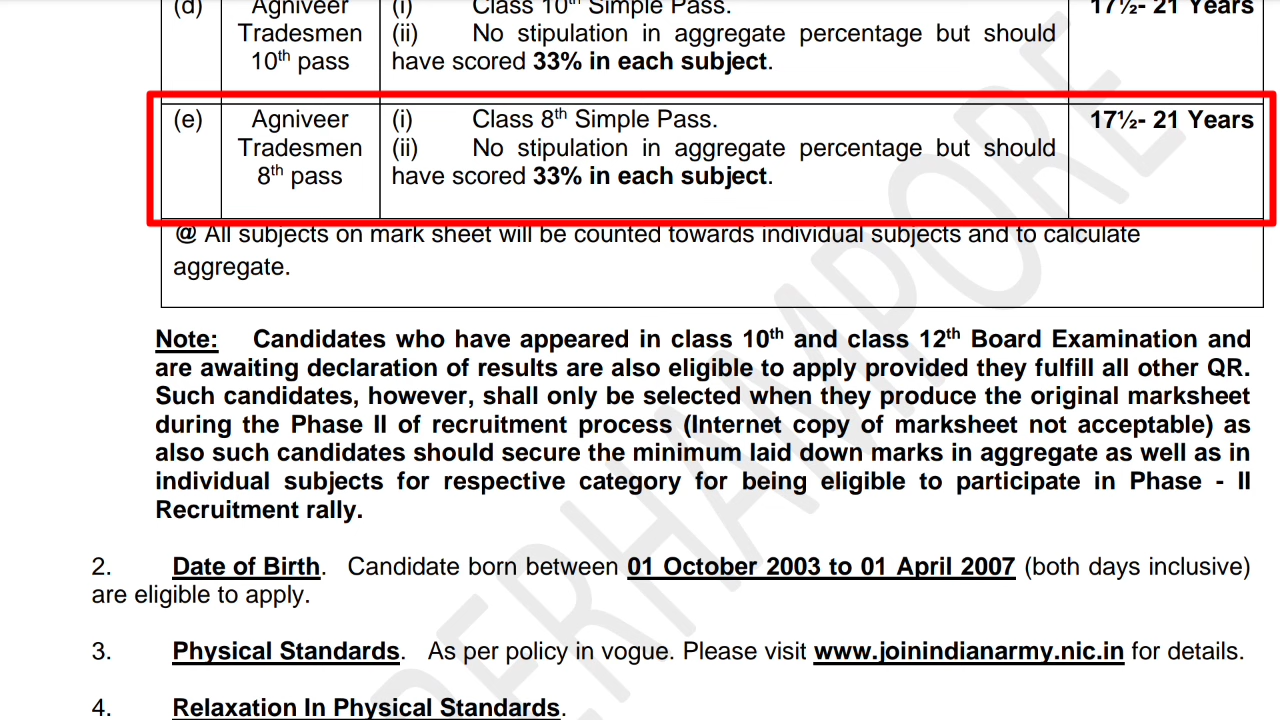 (d) Agniveer (i) Class 10th Simple Pass. 17½- 21 Years
Tradesmen (ii) No stipulation in aggregate percentage but should
10th pass have scored 33% in each subject.
(e) Agniveer (i) Class 8th Simple Pass. 17½- 21 Years
Tradesmen (ii) No stipulation in aggregate percentage but should
8th pass have scored 33% in each subject.
@ All subjects on mark sheet will be counted towards individual subjects and to calculate
aggregate.
Note: Candidates who have appeared in class 10th and class 12th Board Examination and
are awaiting declaration of results are also eligible to apply provided they fulfill all other QR.
Such candidates, however, shall only be selected when they produce the original marksheet
during the Phase II of recruitment process (Internet copy of marksheet not acceptable) as
also such candidates should secure the minimum laid down marks in aggregate as well as in
individual subjects for respective category for being eligible to participate in Phase - II
Recruitment rally.
2. Date of Birth. Candidate born between 01 October 2003 to 01 April 2007 (both days inclusive)
are eligible to apply.
3. Physical Standards. As per policy in vogue. Please visit www.joinindianarmy.nic.in for details.
4. Relaxation In Physical Standards.
ERHAMPORE